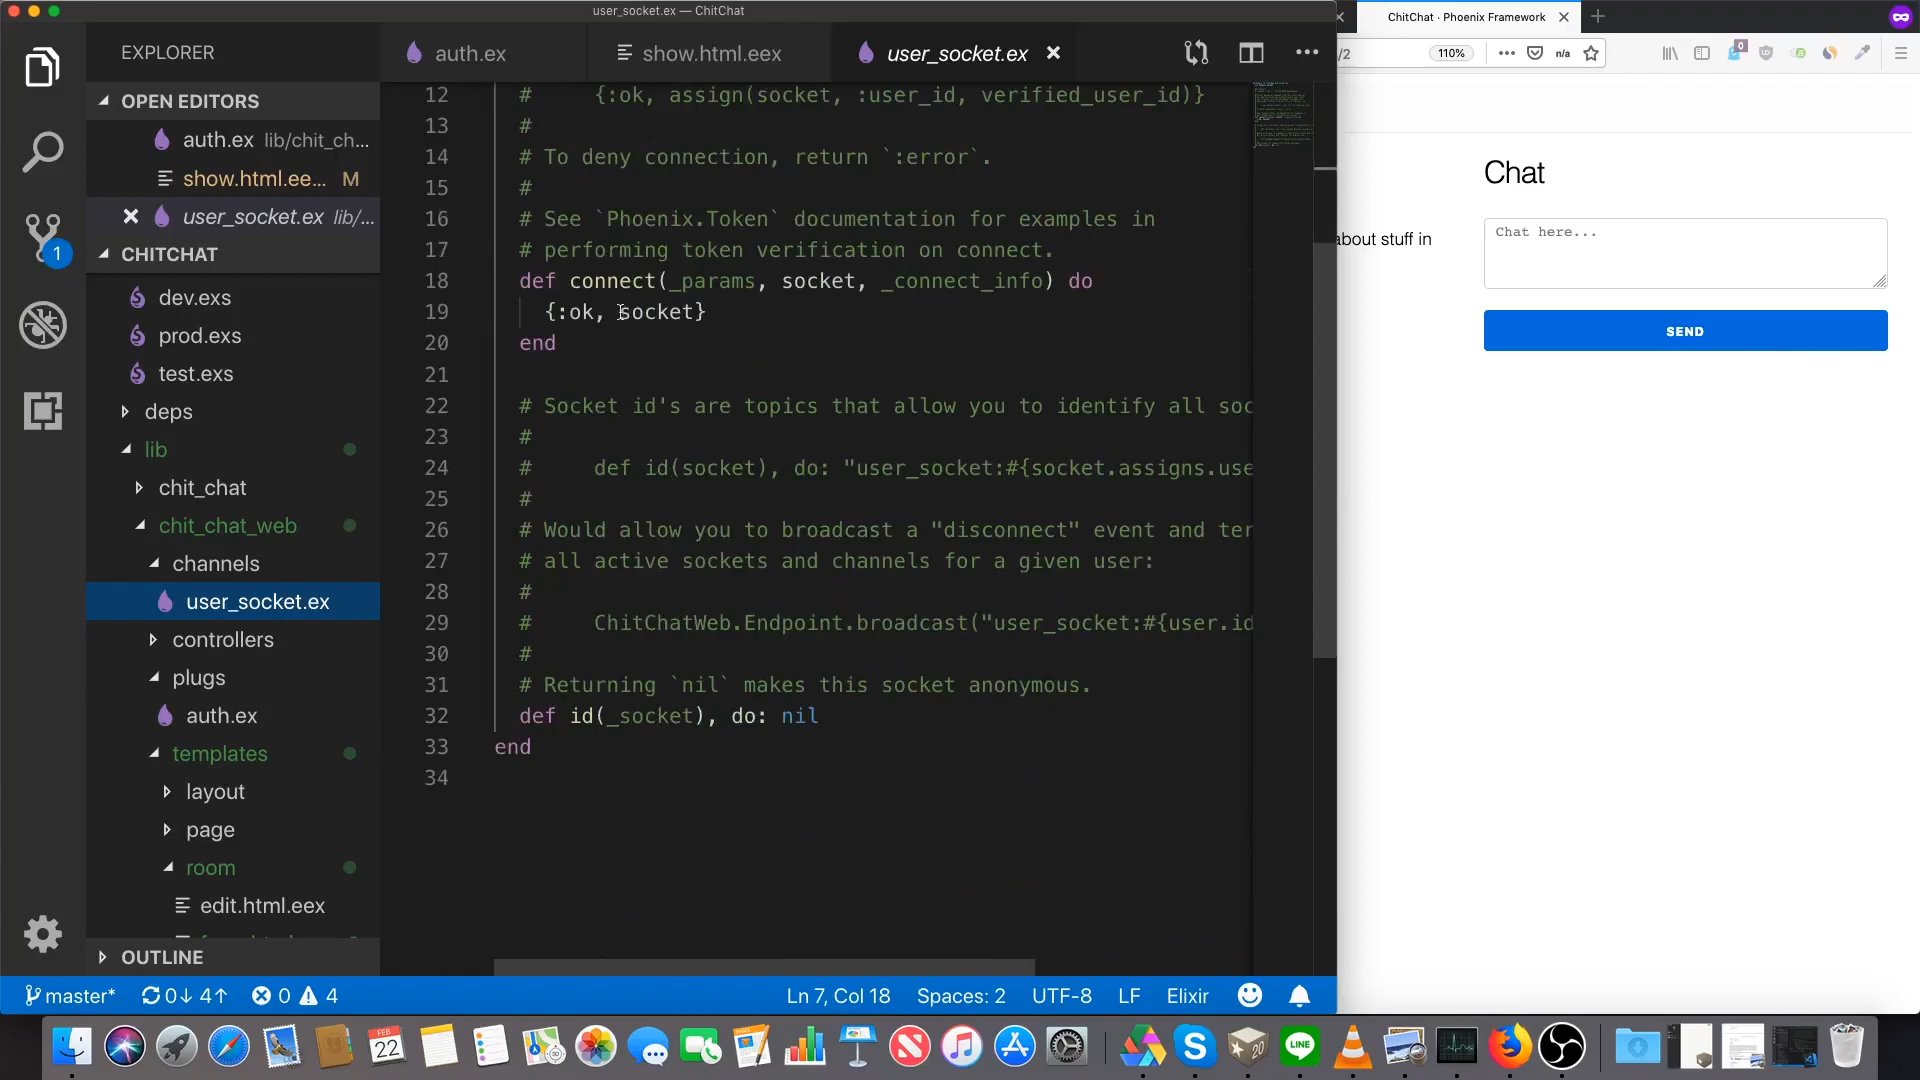 user_socket.ex — ChitChat
EXPLORER
OPEN EDITORS
auth.ex lib/chit_ch...
show.html.ee... M
user_socket.ex lib/...
CHITCHAT
dev.exs
prod.exs
test.exs
deps
lib
chit_chat
chit_chat_web
channels
user_socket.ex
controllers
plugs
auth.ex
templates
layout
page
room
edit.html.eex
OUTLINE
1
auth.ex
show.html.eex
user_socket.ex
12 # {:ok, assign(socket, :user_id, verified_user_id)}
13 #
14 # To deny connection, return `:error`.
15 #
16 # See `Phoenix.Token` documentation for examples in
17 # performing token verification on connect.
18 def connect(_params, socket, _connect_info) do
19 {:ok, socket}
20 end
21
22 # Socket id's are topics that allow you to identify all soc
23 #
24 # def id(socket), do: "user_socket:#{socket.assigns.use
25 #
26 # Would allow you to broadcast a "disconnect" event and ter
27 # all active sockets and channels for a given user:
28 #
29 # ChitChatWeb.Endpoint.broadcast("user_socket:#{user.id
30 #
31 # Returning `nil` makes this socket anonymous.
32 def id(_socket), do: nil
33 end
34
master* 0↓ 4↑ 0 4
Ln 7, Col 18 Spaces: 2 UTF-8 LF Elixir
ChitChat · Phoenix Framework
/2 110% n/a 0
Chat
about stuff in
Chat here...
SEND
FEB
22
20
LINE